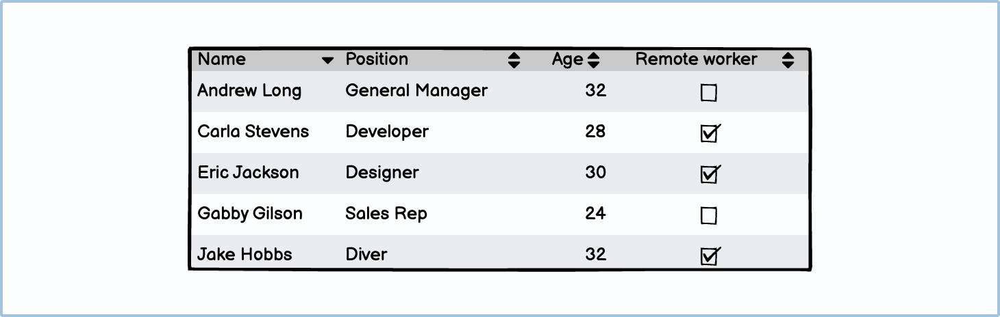 Name Position Age Remote worker
Andrew Long General Manager 32
Carla Stevens Developer 28
Eric Jackson Designer 30
Gabby Gilson Sales Rep 24
Jake Hobbs Diver 32